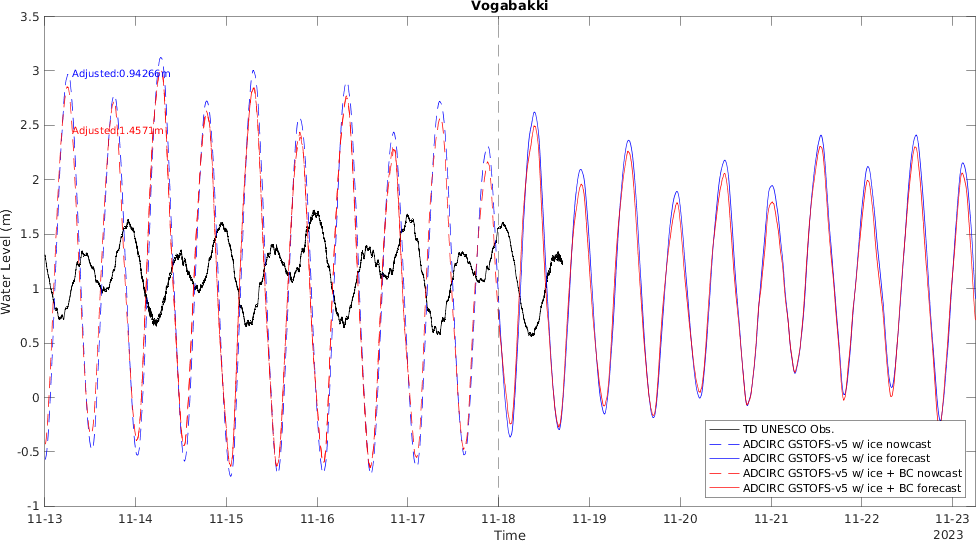 Vogabakki
3.5
3
2.5
2
1.5
1
0.5
0
-0.5
-1
Water Level (m)
Adjusted:0.94266m
Adjusted:1.4571m
TD UNESCO Obs.
ADCIRC GSTOFS-v5 w/ ice nowcast
ADCIRC GSTOFS-v5 w/ ice forecast
ADCIRC GSTOFS-v5 w/ ice + BC nowcast
ADCIRC GSTOFS-v5 w/ ice + BC forecast
11-13 11-14 11-15 11-16 11-17 11-18 11-19 11-20 11-21 11-22 11-23
Time
2023